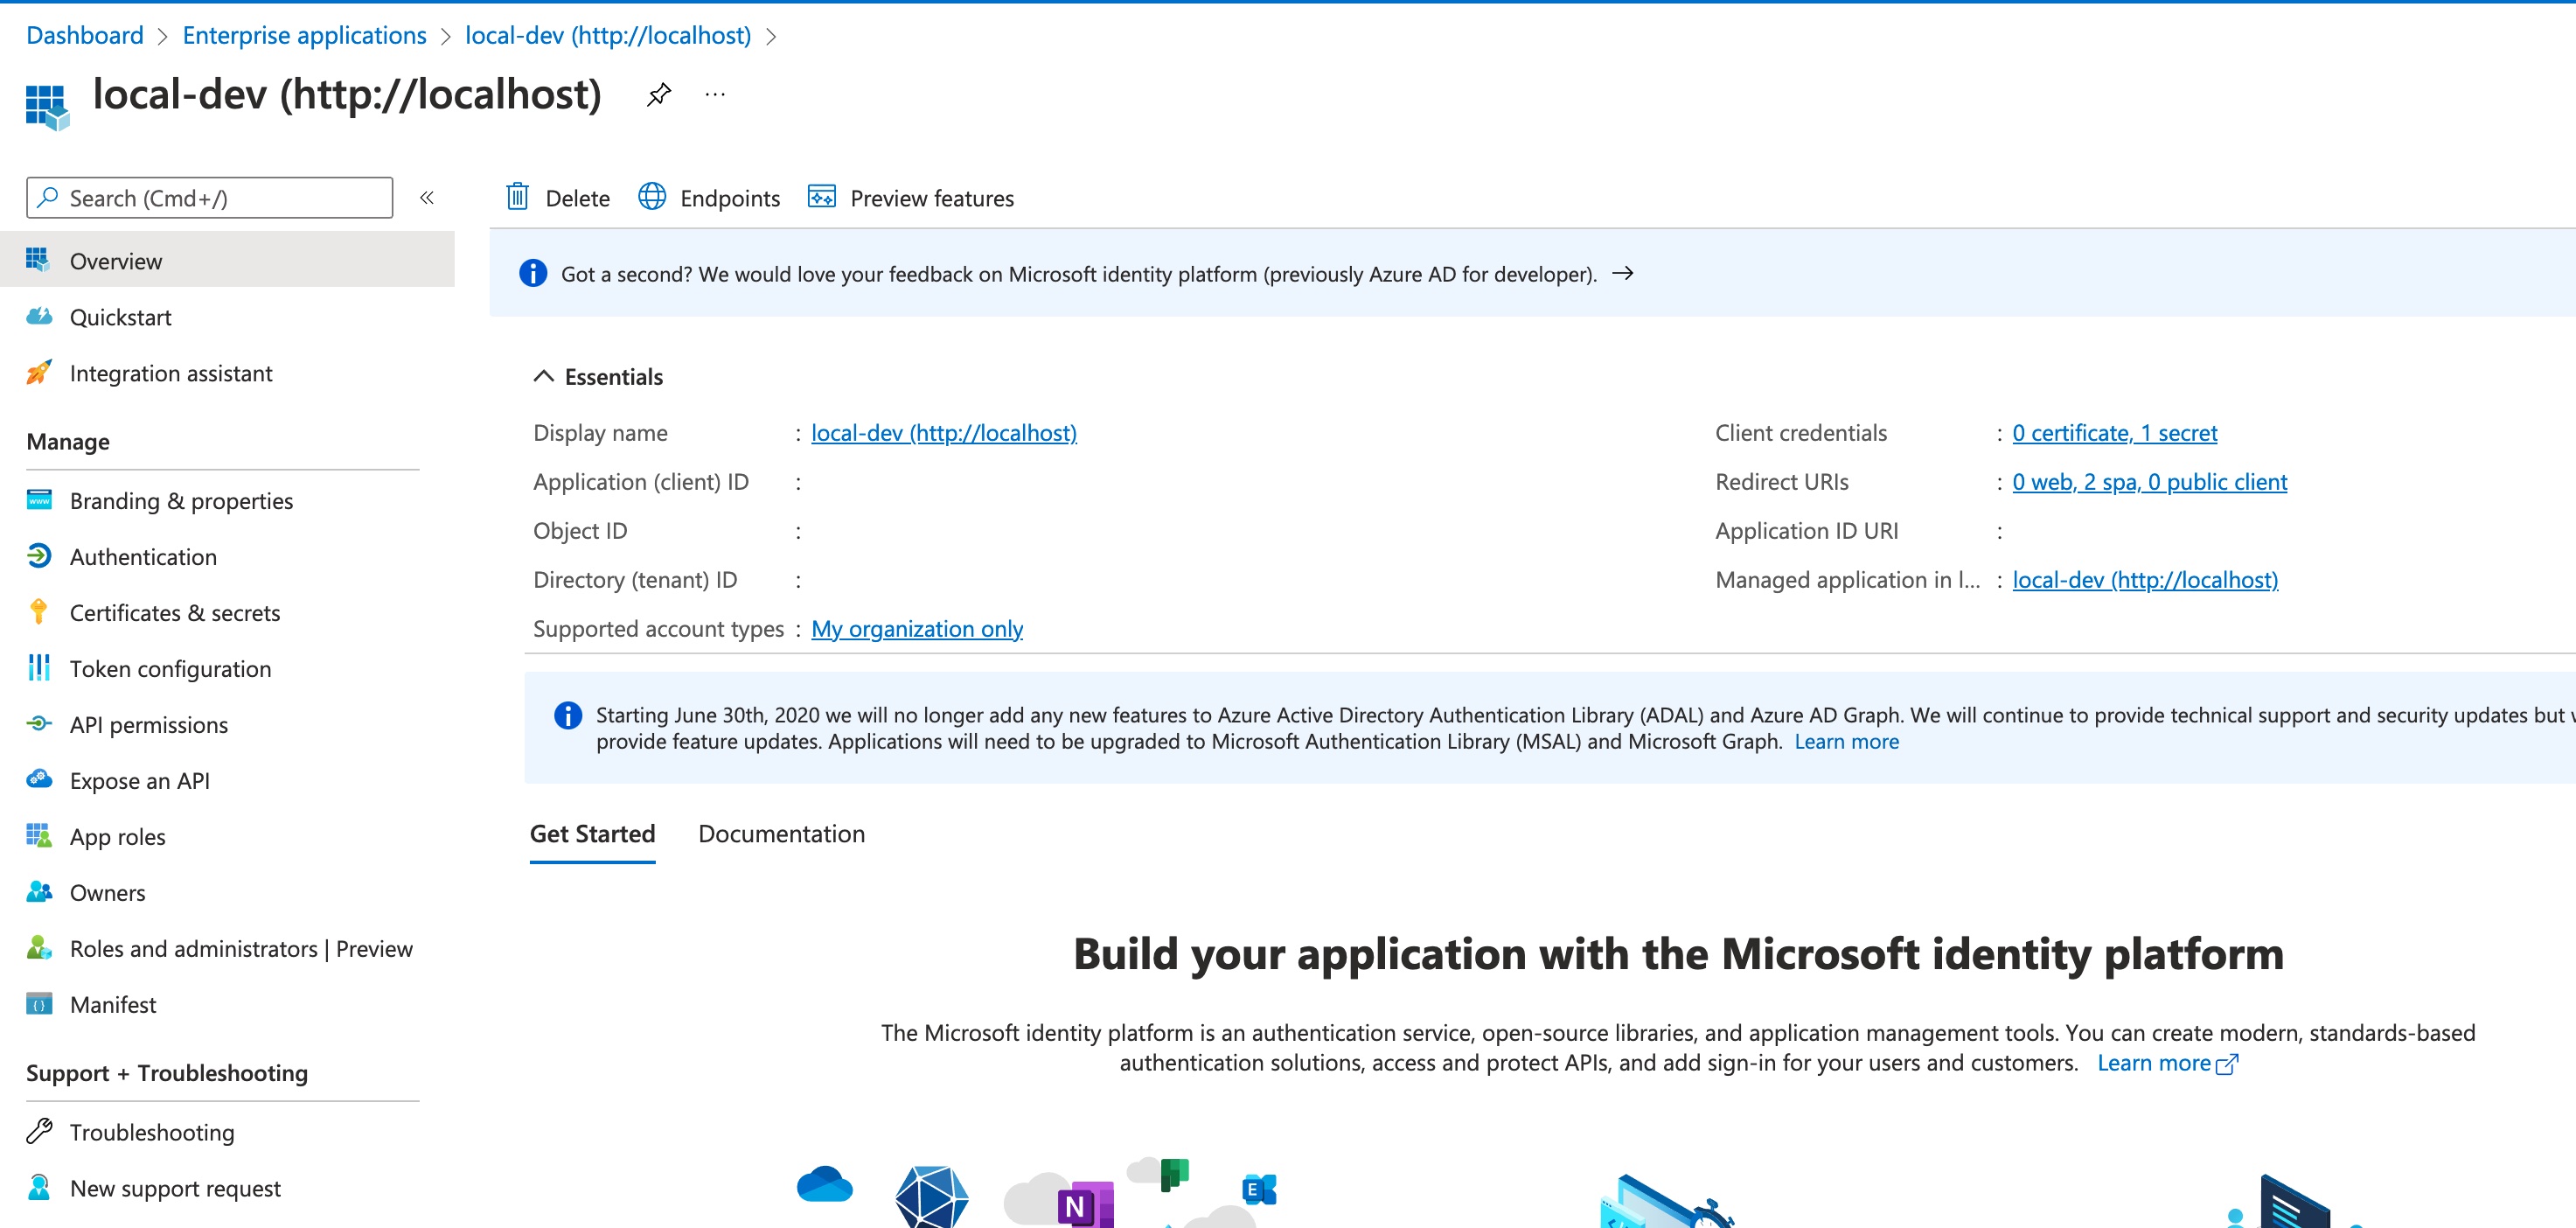 Dashboard > Enterprise applications > local-dev (http://localhost) >
local-dev (http://localhost) ...
Search (Cmd+/) «
Delete Endpoints Preview features
Overview
Quickstart
Integration assistant
Manage
Branding & properties
Authentication
Certificates & secrets
Token configuration
API permissions
Expose an API
App roles
Owners
Roles and administrators | Preview
Manifest
Support + Troubleshooting
Troubleshooting
New support request
Got a second? We would love your feedback on Microsoft identity platform (previously Azure AD for developer). →
Essentials
Display name : local-dev (http://localhost)
Application (client) ID :
Object ID :
Directory (tenant) ID :
Supported account types : My organization only
Client credentials : 0 certificate, 1 secret
Redirect URIs : 0 web, 2 spa, 0 public client
Application ID URI :
Managed application in l... : local-dev (http://localhost)
Starting June 30th, 2020 we will no longer add any new features to Azure Active Directory Authentication Library (ADAL) and Azure AD Graph. We will continue to provide technical support and security updates but
provide feature updates. Applications will need to be upgraded to Microsoft Authentication Library (MSAL) and Microsoft Graph. Learn more
Get Started Documentation
Build your application with the Microsoft identity platform
The Microsoft identity platform is an authentication service, open-source libraries, and application management tools. You can create modern, standards-based
authentication solutions, access and protect APIs, and add sign-in for your users and customers. Learn more
N
E